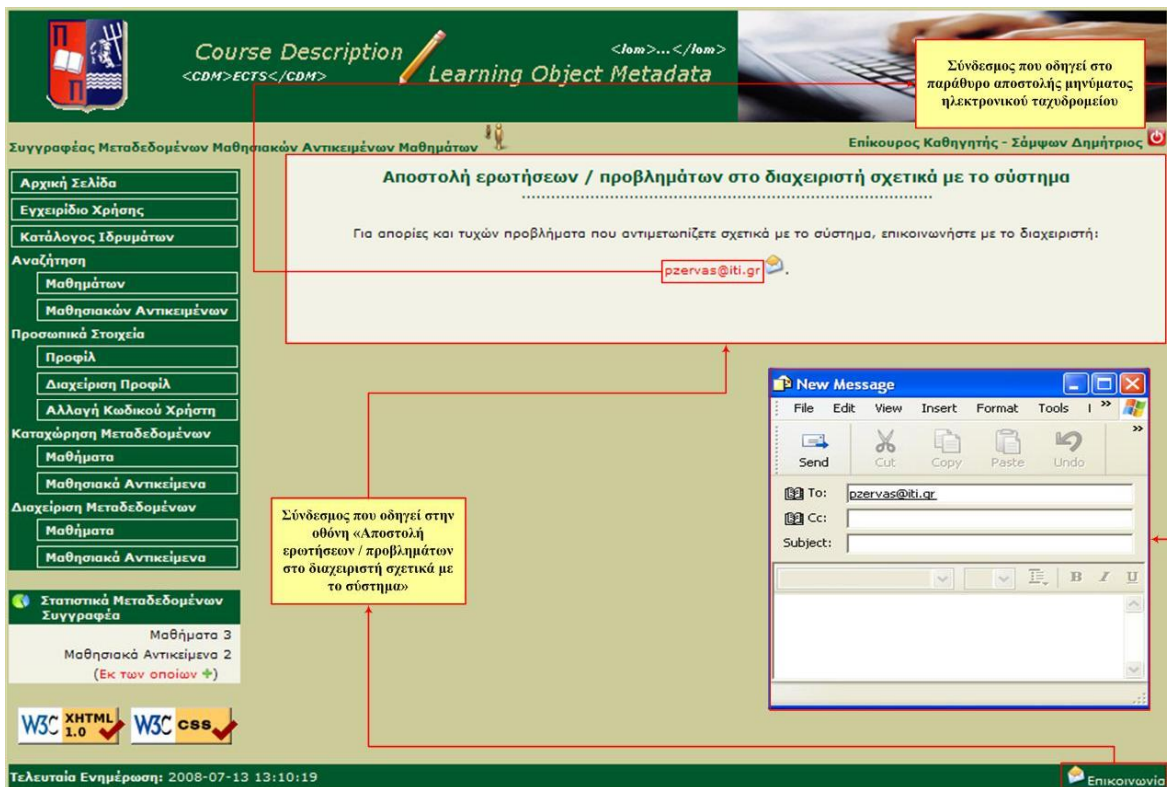 Course Description
<CDM>ECTS</CDM>
<lom>...</lom>
Learning Object Metadata
Σύνδεσμος που οδηγεί στο
παράθυρο αποστολής μηνύματος
ηλεκτρονικού ταχυδρομείου
Συγγραφέας Μεταδεδομένων Μαθησιακών Αντικειμένων Μαθημάτων
Επίκουρος Καθηγητής - Σάμψων Δημήτριος
Αρχική Σελίδα
Εγχειρίδιο Χρήσης
Κατάλογος Ιδρυμάτων
Αναζήτηση
Μαθημάτων
Μαθησιακών Αντικειμένων
Προσωπικά Στοιχεία
Προφίλ
Διαχείριση Προφίλ
Αλλαγή Κωδικού Χρήστη
Καταχώρηση Μεταδεδομένων
Μαθήματα
Μαθησιακά Αντικείμενα
Διαχείριση Μεταδεδομένων
Μαθήματα
Μαθησιακά Αντικείμενα
Στατιστικά Μεταδεδομένων
Συγγραφέα
Μαθήματα 3
Μαθησιακά Αντικείμενα 2
(Εκ των οποίων +)
W3C XHTML 1.0
W3C css
Αποστολή ερωτήσεων / προβλημάτων στο διαχειριστή σχετικά με το σύστημα
Για απορίες και τυχών προβλήματα που αντιμετωπίζετε σχετικά με το σύστημα, επικοινωνήστε με το διαχειριστή:
pzervas@iti.gr.
Σύνδεσμος που οδηγεί στην
οθόνη «Αποστολή
ερωτήσεων / προβλημάτων
στο διαχειριστή σχετικά με
το σύστημα»
New Message
File Edit View Insert Format Tools »
Send Cut Copy Paste Undo »
To: pzervas@iti.gr
Cc:
Subject:
B I U
Τελευταία Ενημέρωση: 2008-07-13 13:10:19
Επικοινωνία